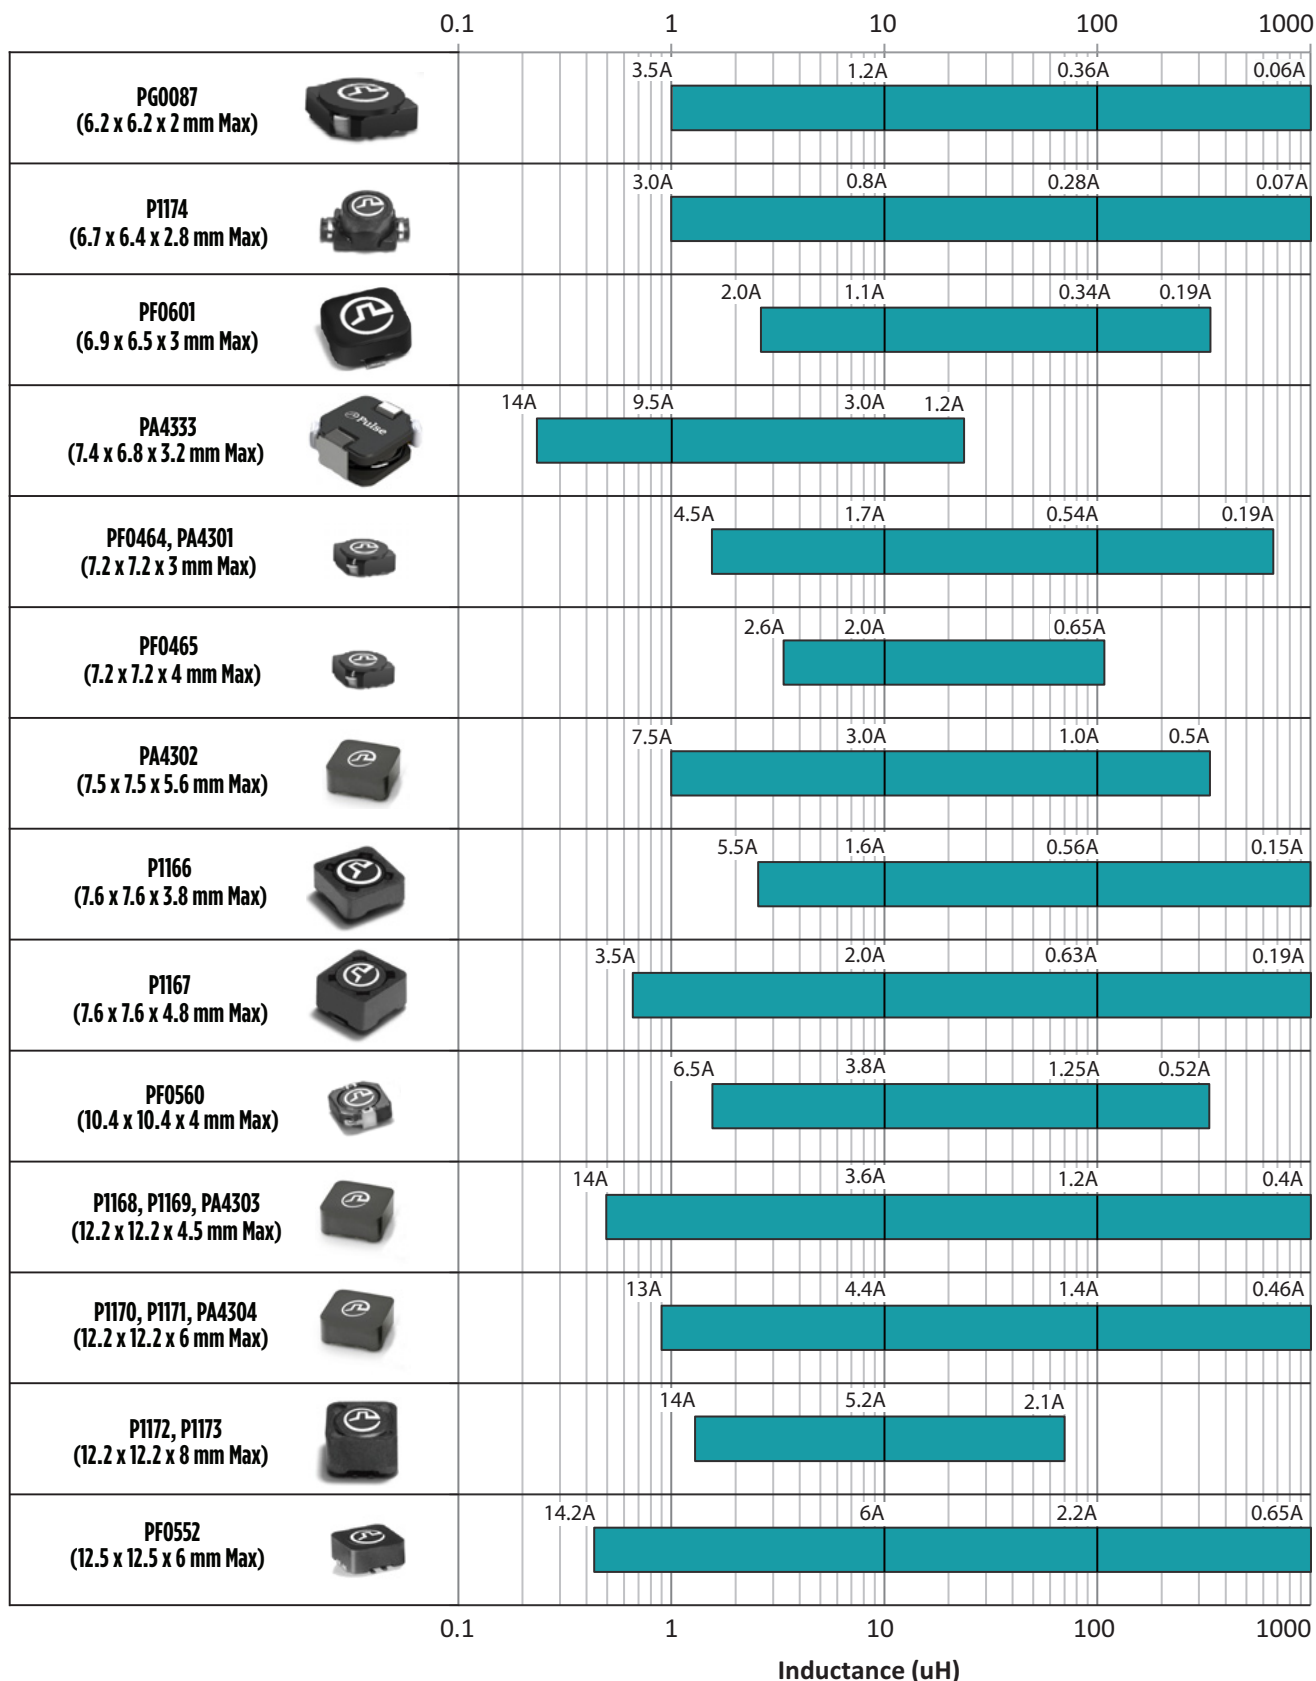 0.1 1 10 100 1000
3.5A 1.2A 0.36A 0.06A
PG0087
(6.2 x 6.2 x 2 mm Max)
3.0A 0.8A 0.28A 0.07A
P1174
(6.7 x 6.4 x 2.8 mm Max)
2.0A 1.1A 0.34A 0.19A
PF0601
(6.9 x 6.5 x 3 mm Max)
14A 9.5A 3.0A 1.2A
PA4333
(7.4 x 6.8 x 3.2 mm Max)
Pulse
4.5A 1.7A 0.54A 0.19A
PF0464, PA4301
(7.2 x 7.2 x 3 mm Max)
2.6A 2.0A 0.65A
PF0465
(7.2 x 7.2 x 4 mm Max)
7.5A 3.0A 1.0A 0.5A
PA4302
(7.5 x 7.5 x 5.6 mm Max)
5.5A 1.6A 0.56A 0.15A
P1166
(7.6 x 7.6 x 3.8 mm Max)
3.5A 2.0A 0.63A 0.19A
P1167
(7.6 x 7.6 x 4.8 mm Max)
6.5A 3.8A 1.25A 0.52A
PF0560
(10.4 x 10.4 x 4 mm Max)
14A 3.6A 1.2A 0.4A
P1168, P1169, PA4303
(12.2 x 12.2 x 4.5 mm Max)
13A 4.4A 1.4A 0.46A
P1170, P1171, PA4304
(12.2 x 12.2 x 6 mm Max)
14A 5.2A 2.1A
P1172, P1173
(12.2 x 12.2 x 8 mm Max)
14.2A 6A 2.2A 0.65A
PF0552
(12.5 x 12.5 x 6 mm Max)
0.1 1 10 100 1000
Inductance (uH)